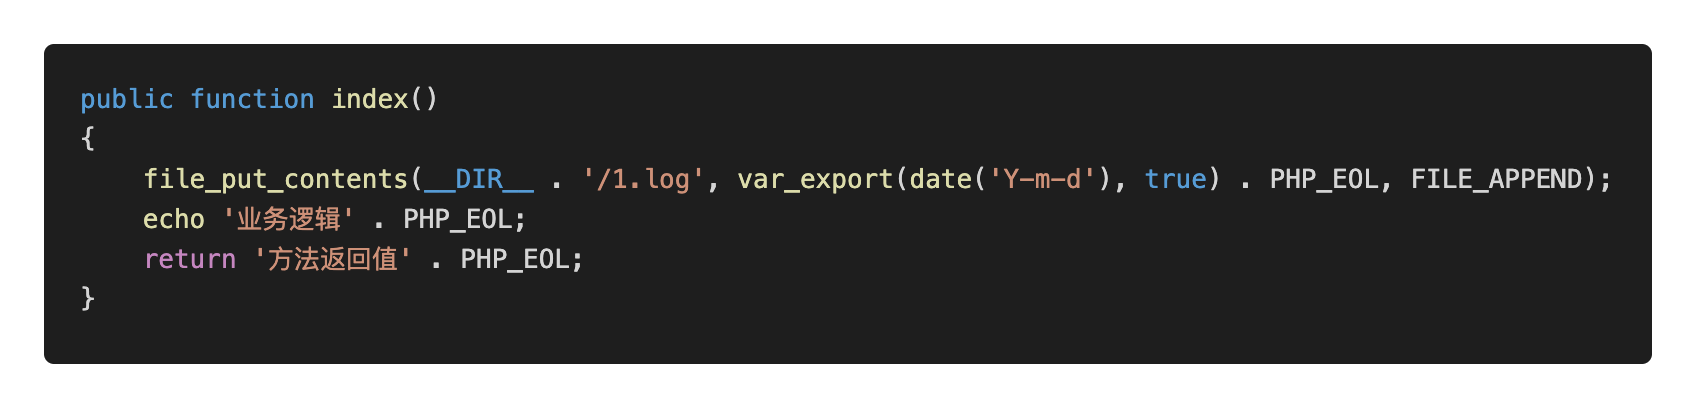 public function index()
{
    file_put_contents(__DIR__ . '/1.log', var_export(date('Y-m-d'), true) . PHP_EOL, FILE_APPEND);
    echo '业务逻辑' . PHP_EOL;
    return '方法返回值' . PHP_EOL;
}